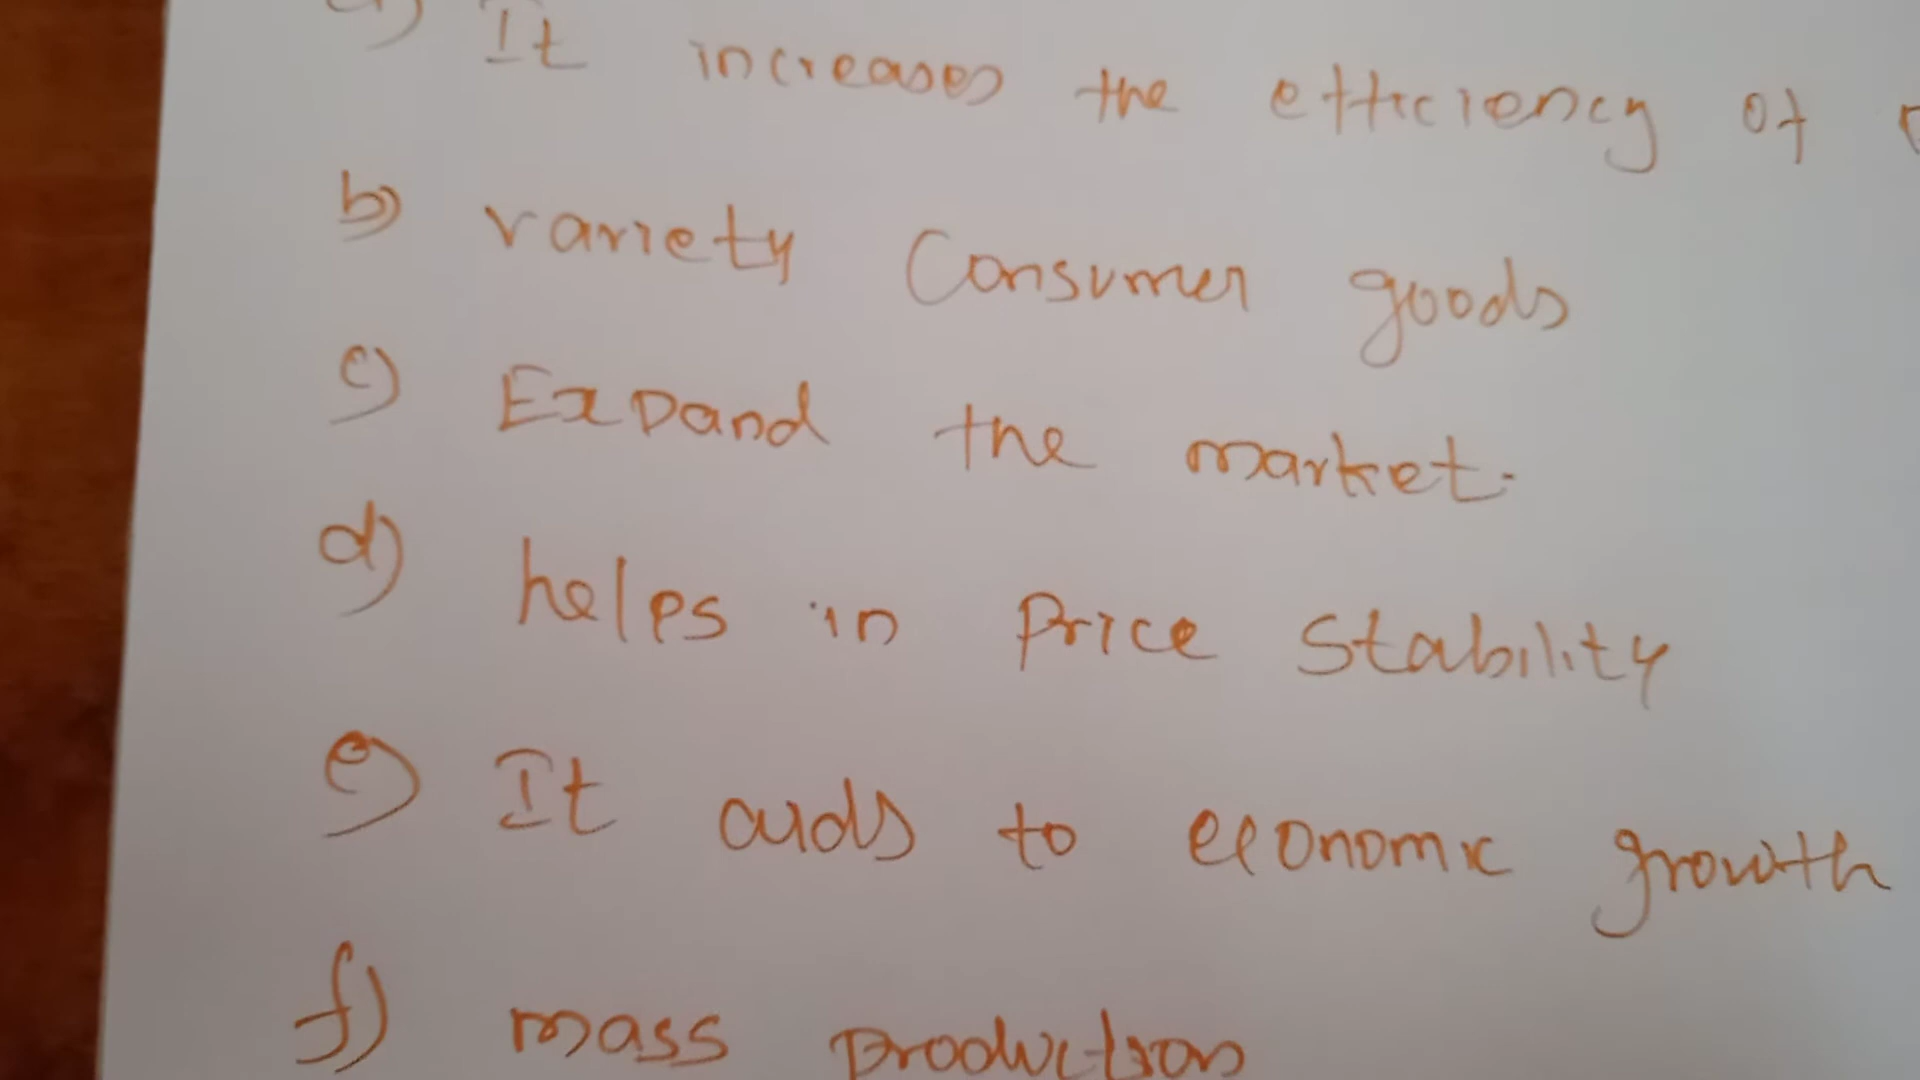 It increases the efficiency of
b) variety Consumer goods
c) Expand the market.
d) helps in Price Stability
e) It aids to economic growth
f) mass production